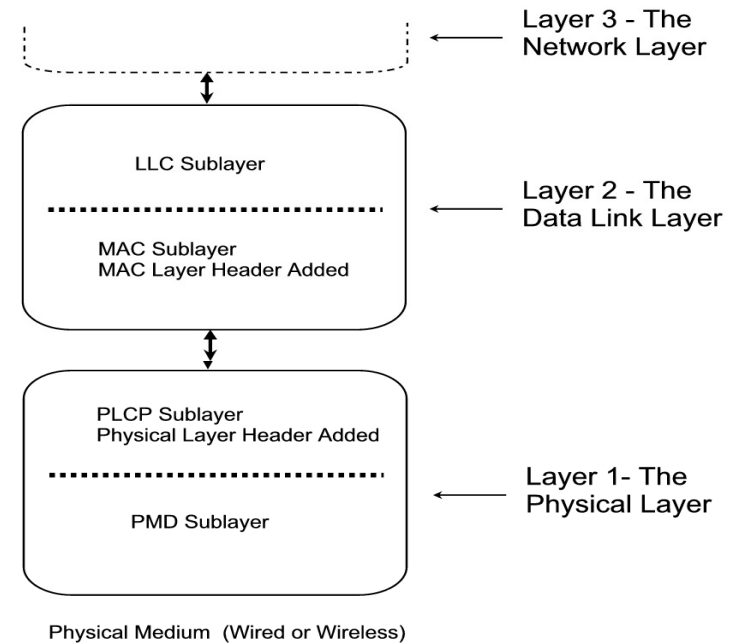 Layer 3 - The
Network Layer
LLC Sublayer
Layer 2 - The
Data Link Layer
MAC Sublayer
MAC Layer Header Added
PLCP Sublayer
Physical Layer Header Added
Layer 1- The
Physical Layer
PMD Sublayer
Physical Medium (Wired or Wireless)